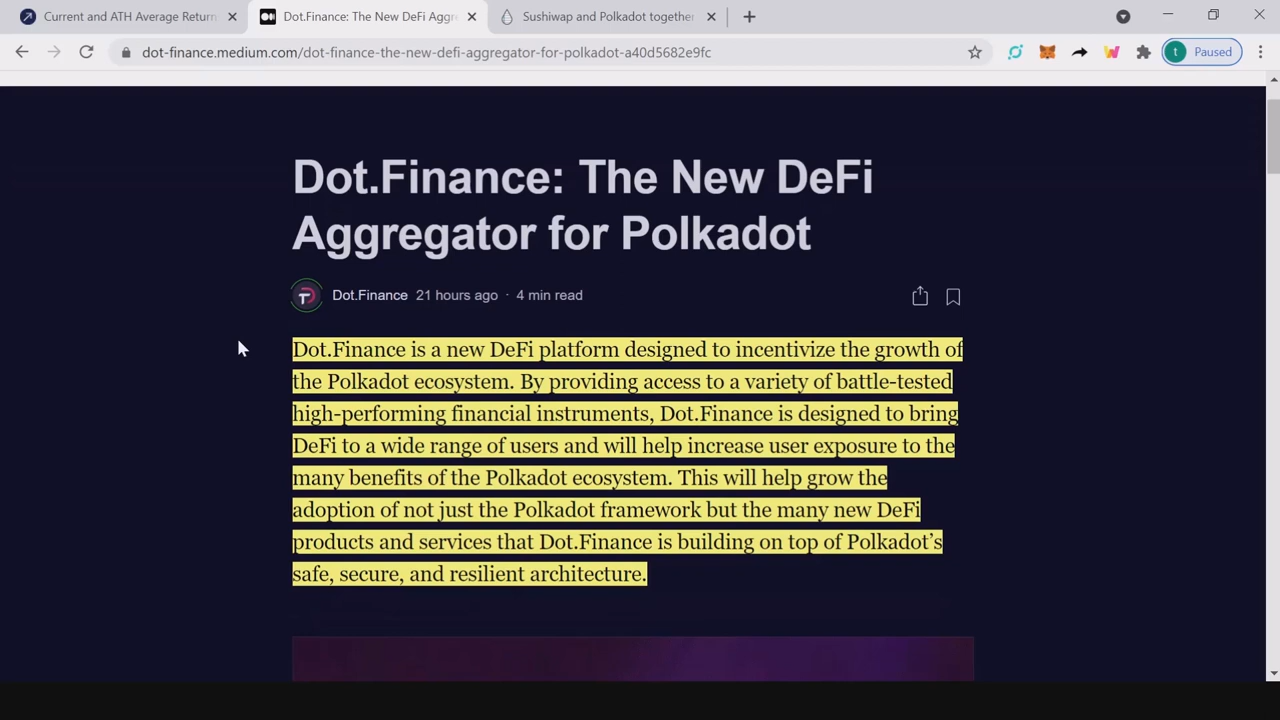 Current and ATH Average Return
Dot.Finance: The New DeFi Aggre
Sushiwap and Polkadot together
dot-finance.medium.com/dot-finance-the-new-defi-aggregator-for-polkadot-a40d5682e9fc
t
Paused
Dot.Finance: The New DeFi
Aggregator for Polkadot
Dot.Finance 21 hours ago · 4 min read
Dot.Finance is a new DeFi platform designed to incentivize the growth of
the Polkadot ecosystem. By providing access to a variety of battle-tested
high-performing financial instruments, Dot.Finance is designed to bring
DeFi to a wide range of users and will help increase user exposure to the
many benefits of the Polkadot ecosystem. This will help grow the
adoption of not just the Polkadot framework but the many new DeFi
products and services that Dot.Finance is building on top of Polkadot’s
safe, secure, and resilient architecture.